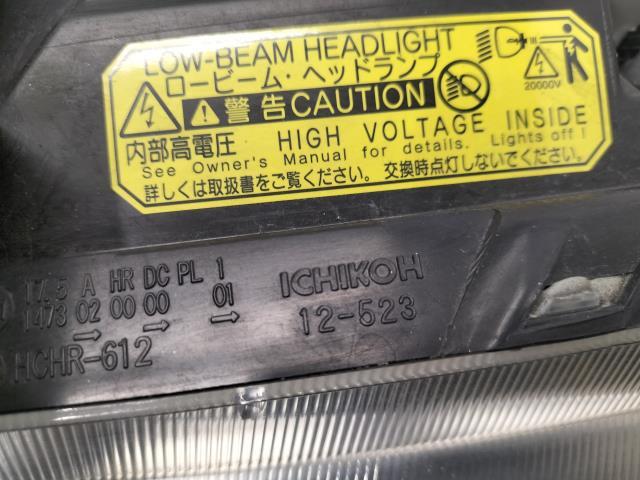 LOW-BEAM HEADLIGHT
ロービーム・ヘッドランプ
20000V
警告CAUTION
内部高電圧 HIGH VOLTAGE INSIDE
See Owner's Manual for details. Lights off!
詳しくは取扱書をご覧ください。 交換時点灯しないでください。
17.5 A HR DC PL 1
1473 02 00 00 01
HCHR-612
ICHIKOH
12-523